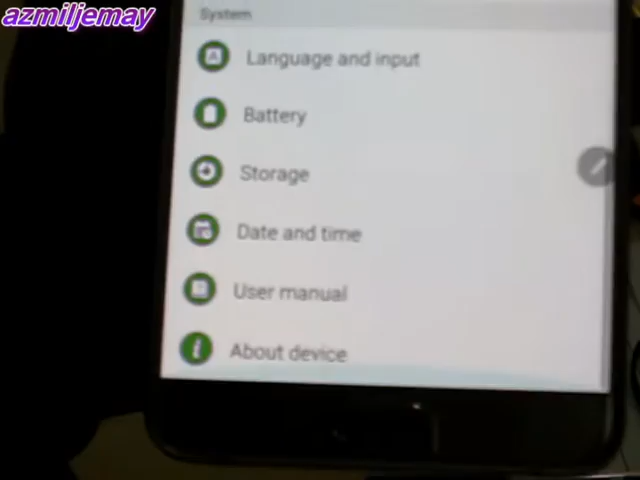 azmiljemay
System
Language and input
Battery
Storage
Date and time
User manual
About device